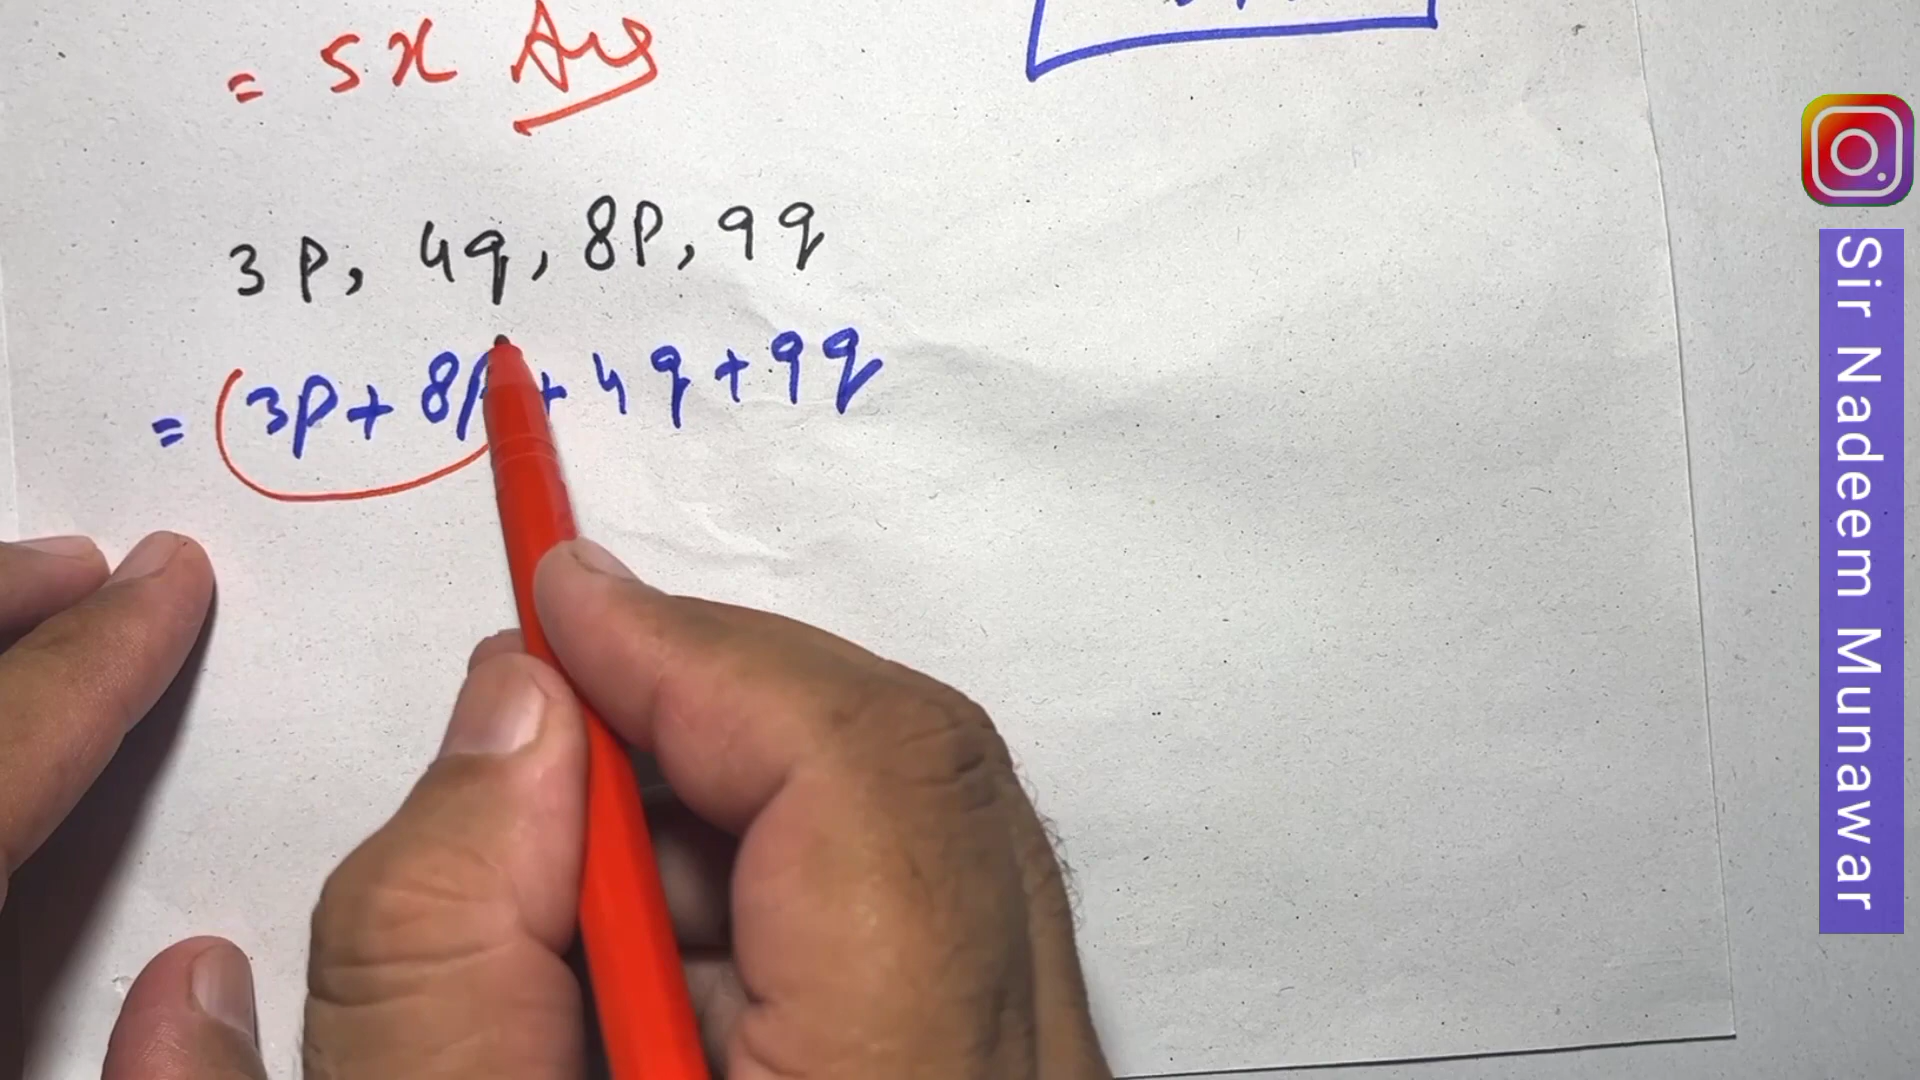 = 5x Ans
3p, 4q, 8p, 9q
= (3p + 8p + 4q + 9q
Sir Nadeem Munawar